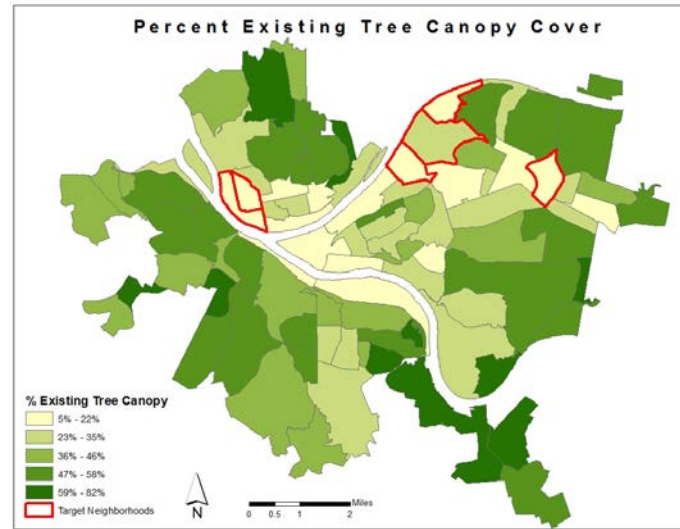 Percent Existing Tree Canopy Cover
% Existing Tree Canopy
5% - 22%
23% - 35%
36% - 46%
47% - 58%
59% - 82%
Target Neighborhoods
N
Miles
0 0.5 1 2